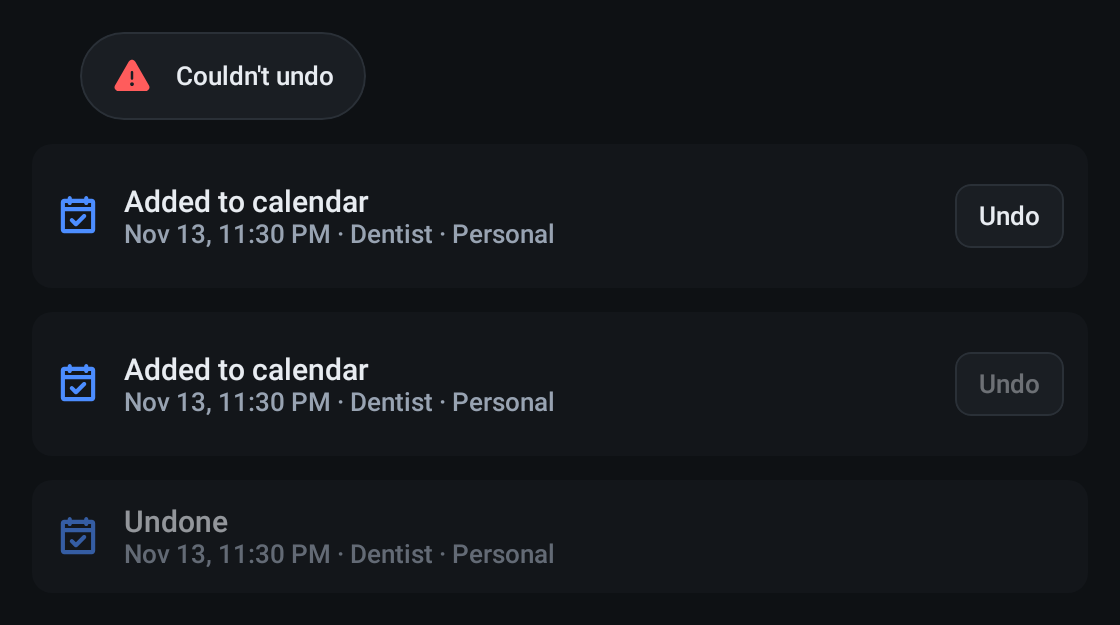 Couldn't undo
Added to calendar
Nov 13, 11:30 PM · Dentist · Personal
Undo
Added to calendar
Nov 13, 11:30 PM · Dentist · Personal
Undo
Undone
Nov 13, 11:30 PM · Dentist · Personal